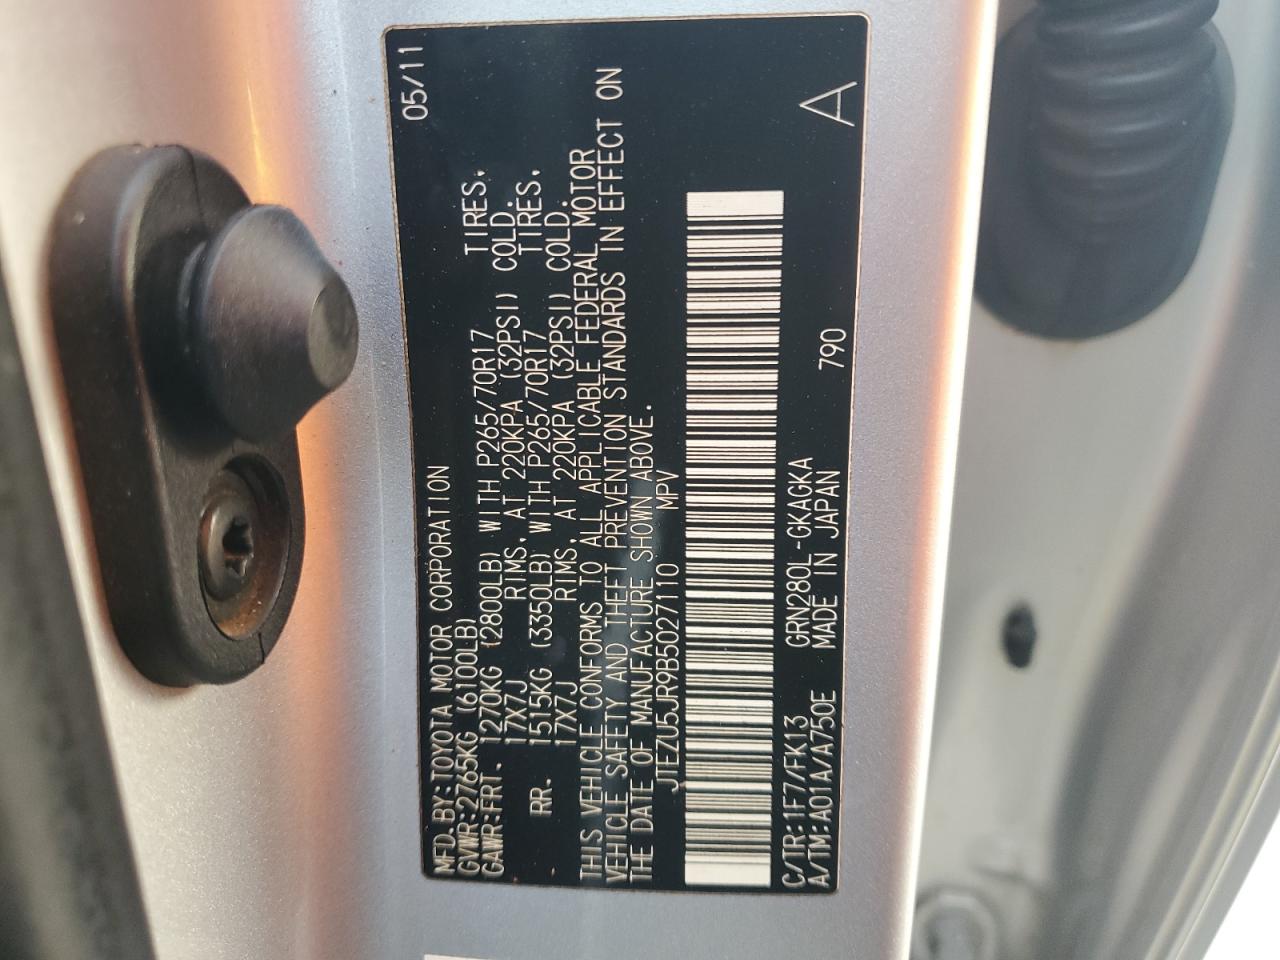 MFD.BY:TOYOTA MOTOR CORPORATION 05/11
GVWR:2765KG (6100LB)
GAWR:FRT. 1270KG (2800LB) WITH P265/70R17 TIRES,
17X7J RIMS, AT 220KPA (32PSI) COLD.
RR. 1515KG (3350LB) WITH P265/70R17 TIRES,
17X7J RIMS, AT 220KPA (32PSI) COLD.
THIS VEHICLE CONFORMS TO ALL APPLICABLE FEDERAL MOTOR
VEHICLE SAFETY AND THEFT PREVENTION STANDARDS IN EFFECT ON
THE DATE OF MANUFACTURE SHOWN ABOVE.
JTEZU5JR9B5027110 MPV
C/TR:1F7/FK13 GRN280L-GKAGKA
A/TM:A01A/A750E MADE IN JAPAN 790 A